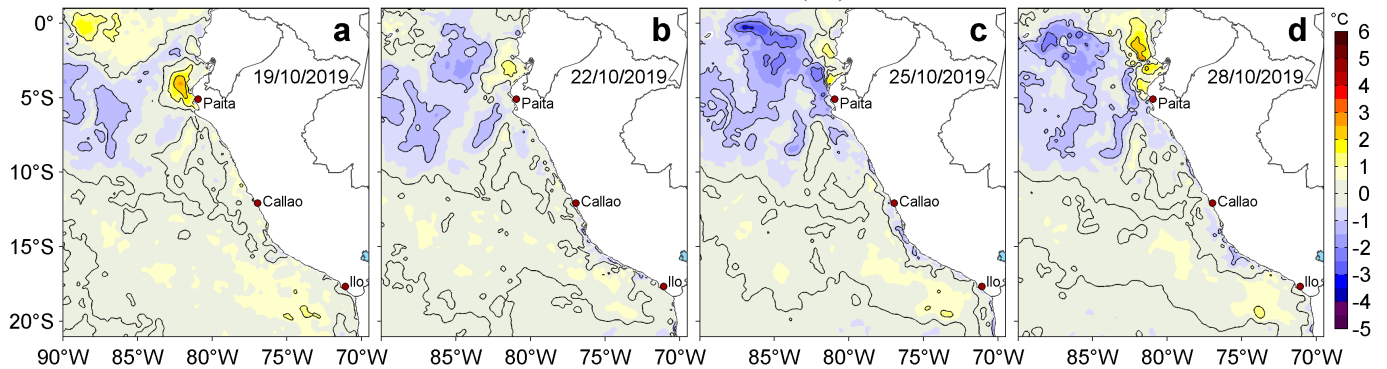 a b c d
°C
0° 5°S 10°S 15°S 20°S
19/10/2019 22/10/2019 25/10/2019 28/10/2019
Paita Paita Paita Paita
Callao Callao Callao Callao
Ilo Ilo Ilo Ilo
90°W 85°W 80°W 75°W 70°W 85°W 80°W 75°W 70°W 85°W 80°W 75°W 70°W 85°W 80°W 75°W 70°W
6
5
4
3
2
1
0
-1
-2
-3
-4
-5